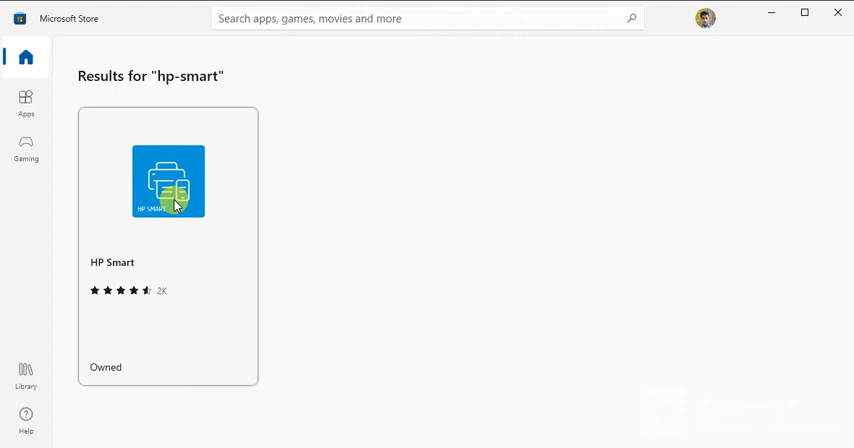 Microsoft Store
Search apps, games, movies and more
Results for "hp-smart"
Apps
Gaming
HP SMART
HP Smart
2K
Owned
Library
Help